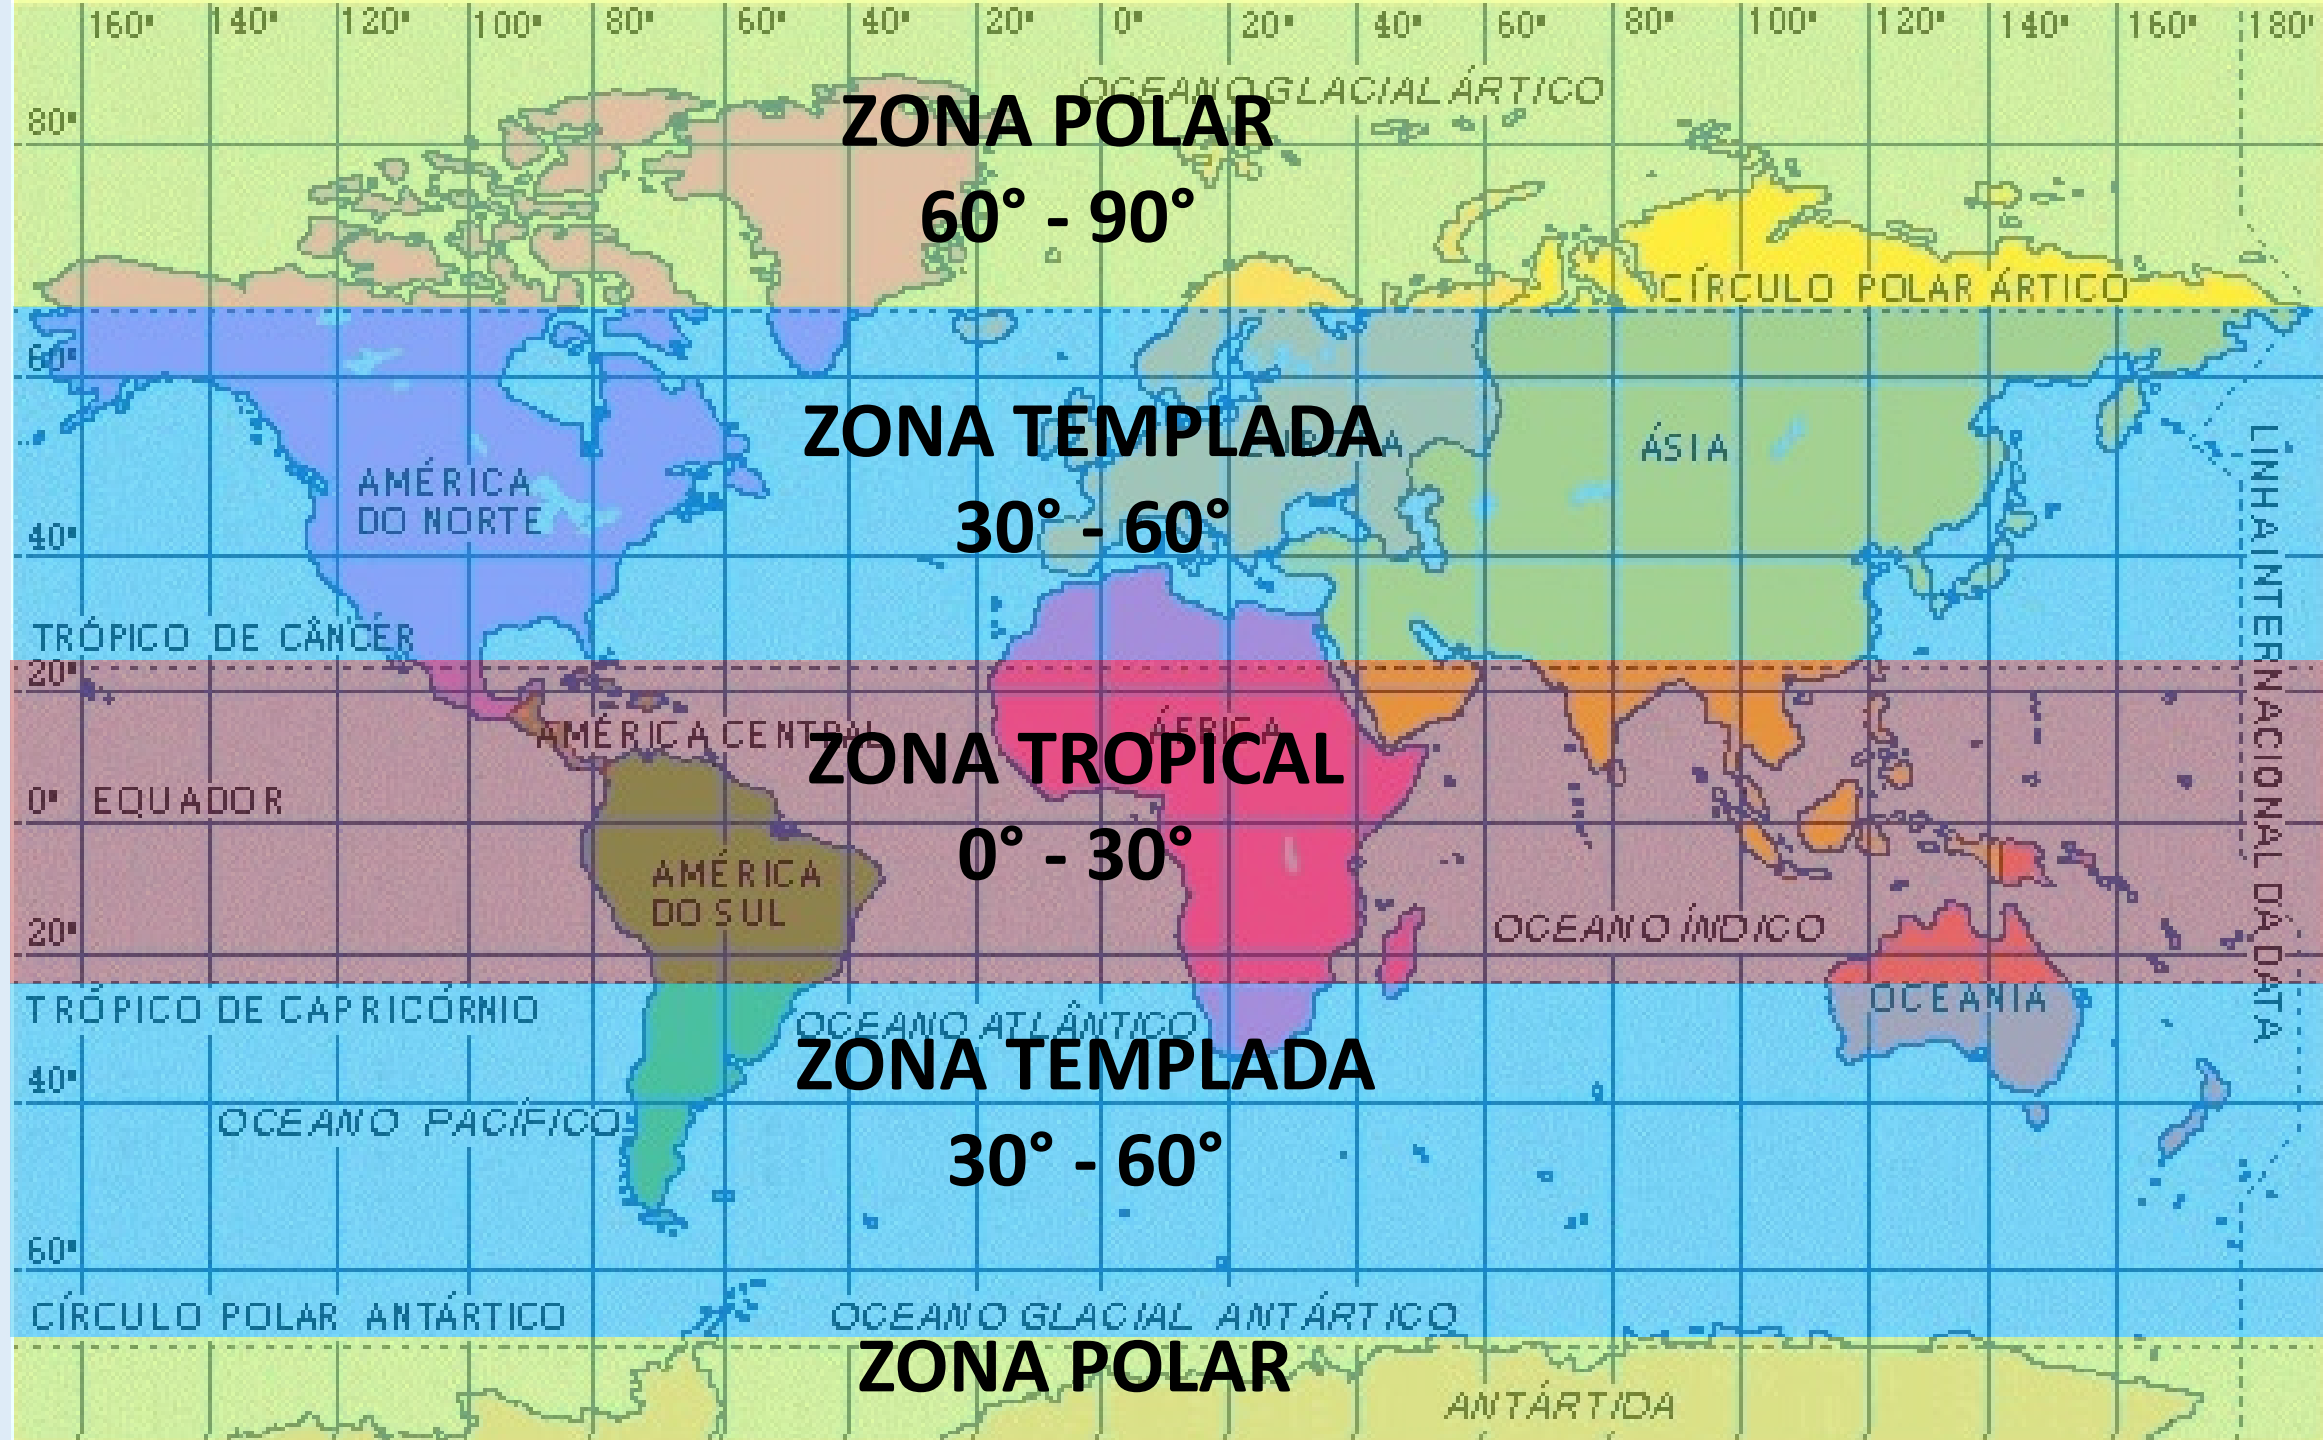 160° 140° 120° 100° 80° 60° 40° 20° 0° 20° 40° 60° 80° 100° 120° 140° 160° 180°
OCEANO GLACIAL ÁRTICO
ZONA POLAR
80°
60° - 90°
CÍRCULO POLAR ÁRTICO
60°
ZONA TEMPLADA
ÁSIA
AMÉRICA
DO NORTE
30° - 60°
40°
LINHA INTERNACIONAL DA DATA
TRÓPICO DE CÂNCER
20°
AMÉRICA CENTRAL
ÁFRICA
ZONA TROPICAL
0° EQUADOR
0° - 30°
AMÉRICA
DO SUL
20°
OCEANO ÍNDICO
OCEANIA
TRÓPICO DE CAPRICÓRNIO
OCEANO ATLÂNTICO
ZONA TEMPLADA
40°
OCEANO PACÍFICO
30° - 60°
60°
CÍRCULO POLAR ANTÁRTICO
OCEANO GLACIAL ANTÁRTICO
ZONA POLAR
ANTÁRTIDA